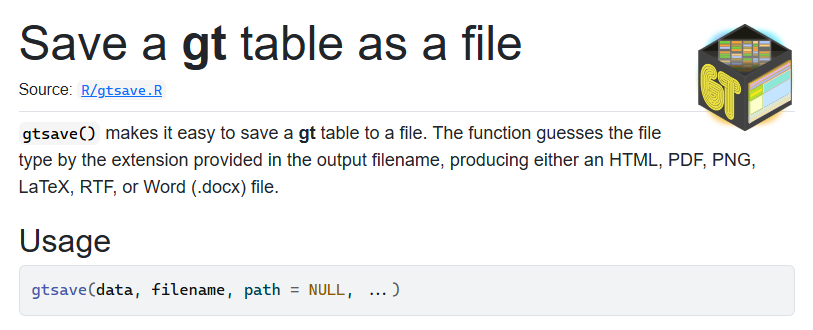 Save a gt table as a file
Source: R/gtsave.R
GT
gtsave() makes it easy to save a gt table to a file. The function guesses the file
type by the extension provided in the output filename, producing either an HTML, PDF, PNG,
LaTeX, RTF, or Word (.docx) file.
Usage
gtsave(data, filename, path = NULL, ...)